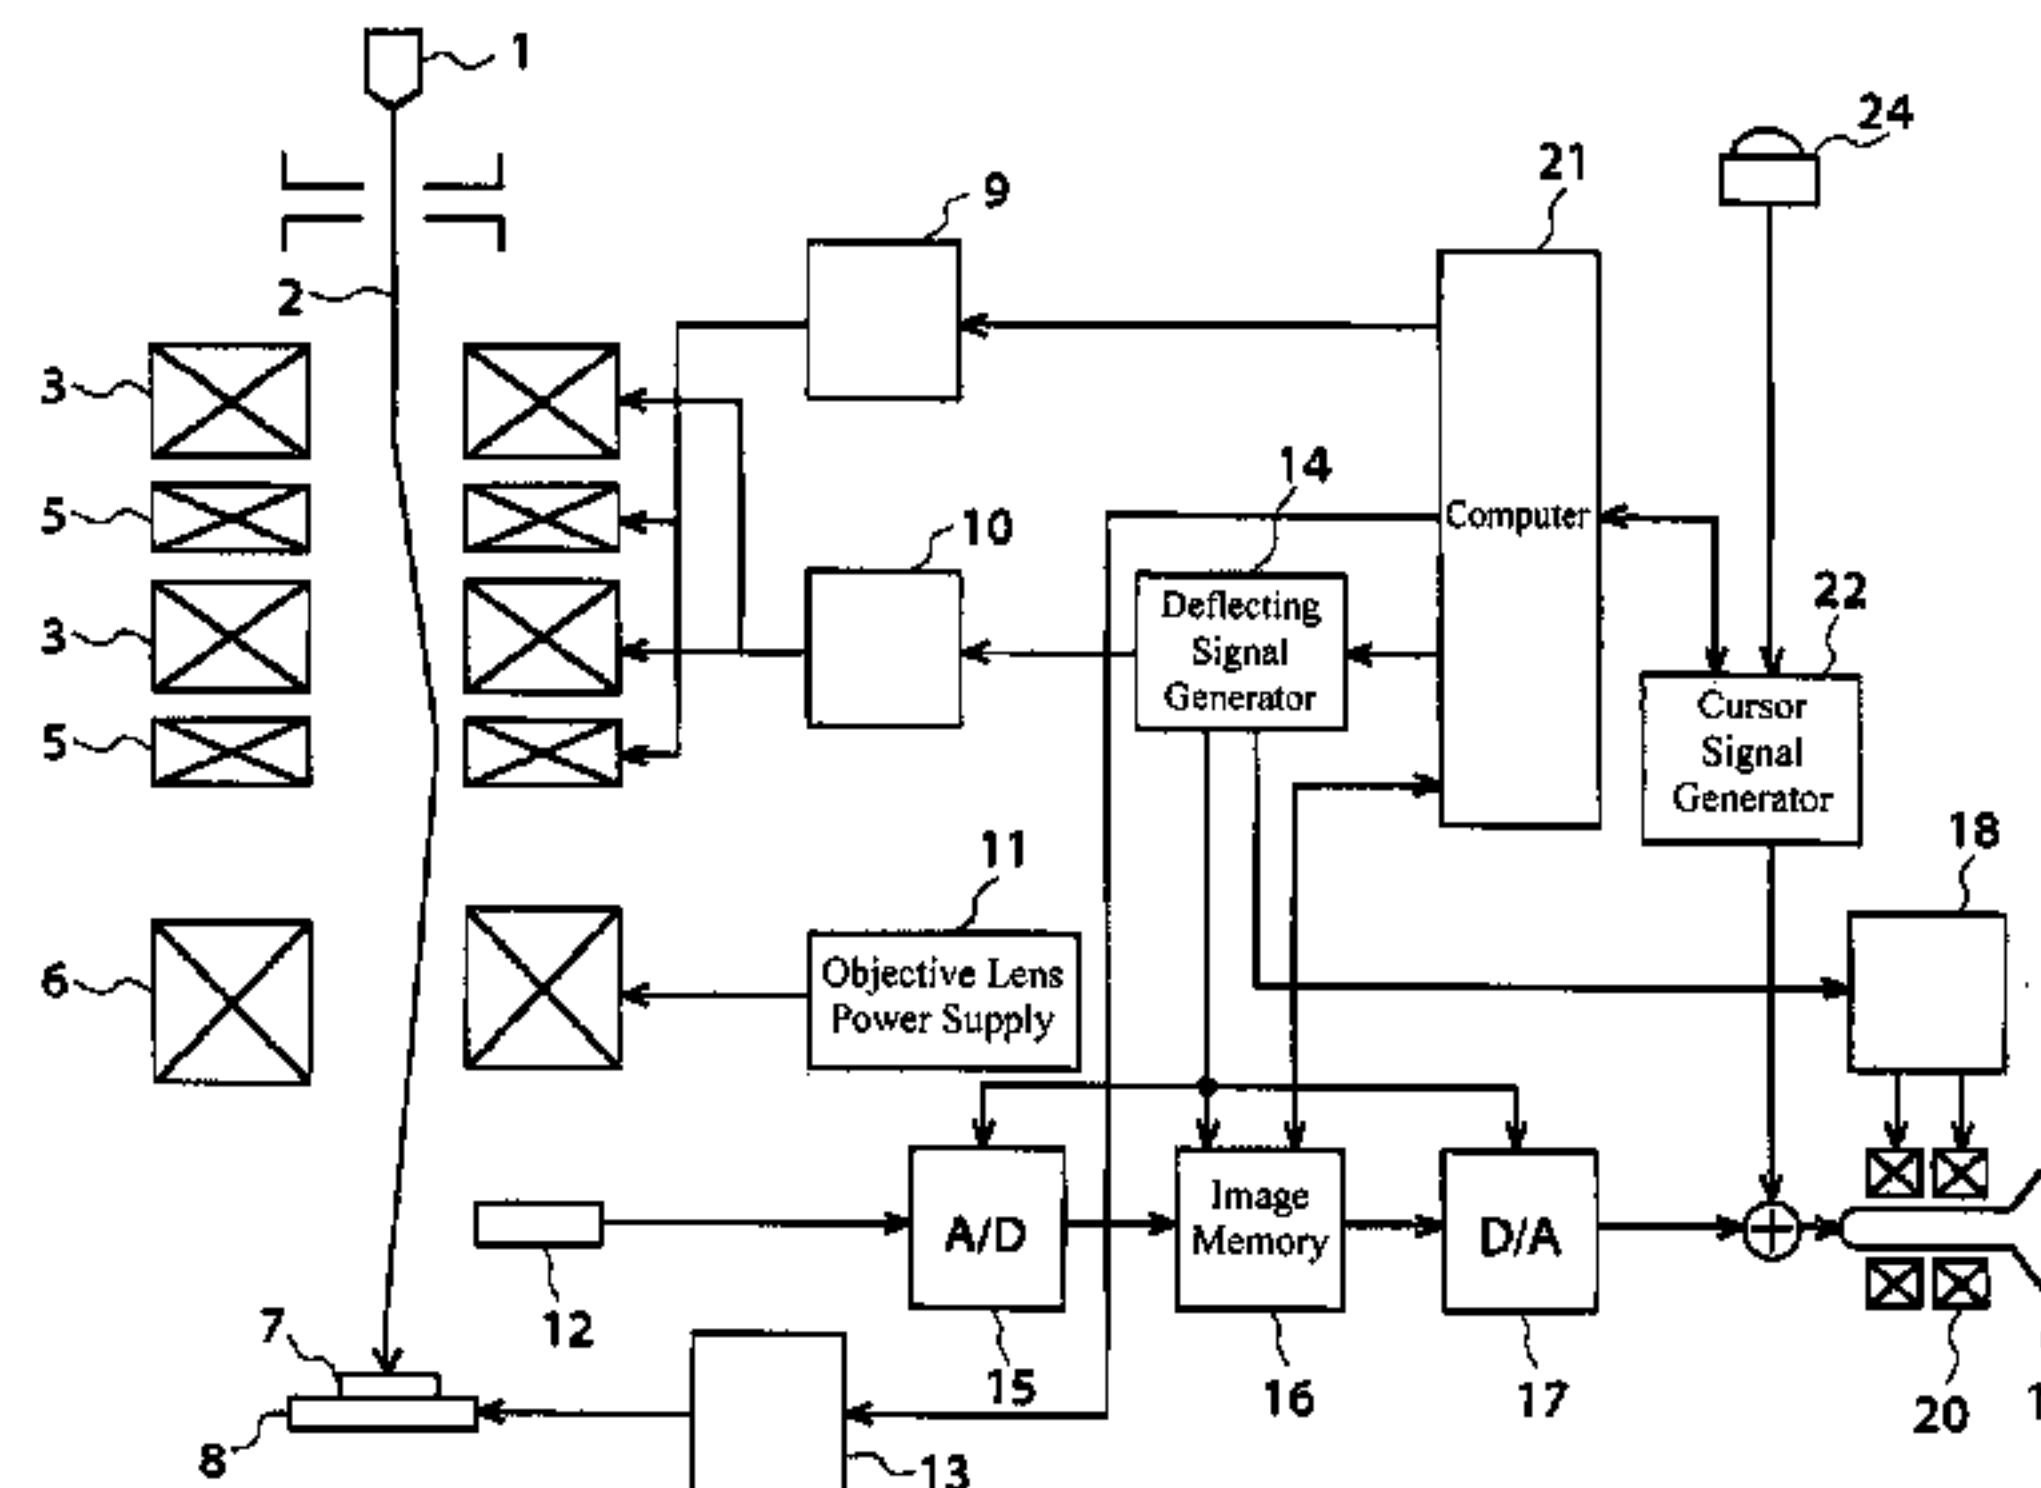 1
24
21
9
2
3
14
Computer
5
10
22
Deflecting
Signal
Generator
3
Cursor
Signal
Generator
5
18
11
6
Objective Lens
Power Supply
A/D
Image
Memory
D/A
12
7
15
16
17
20
8
13